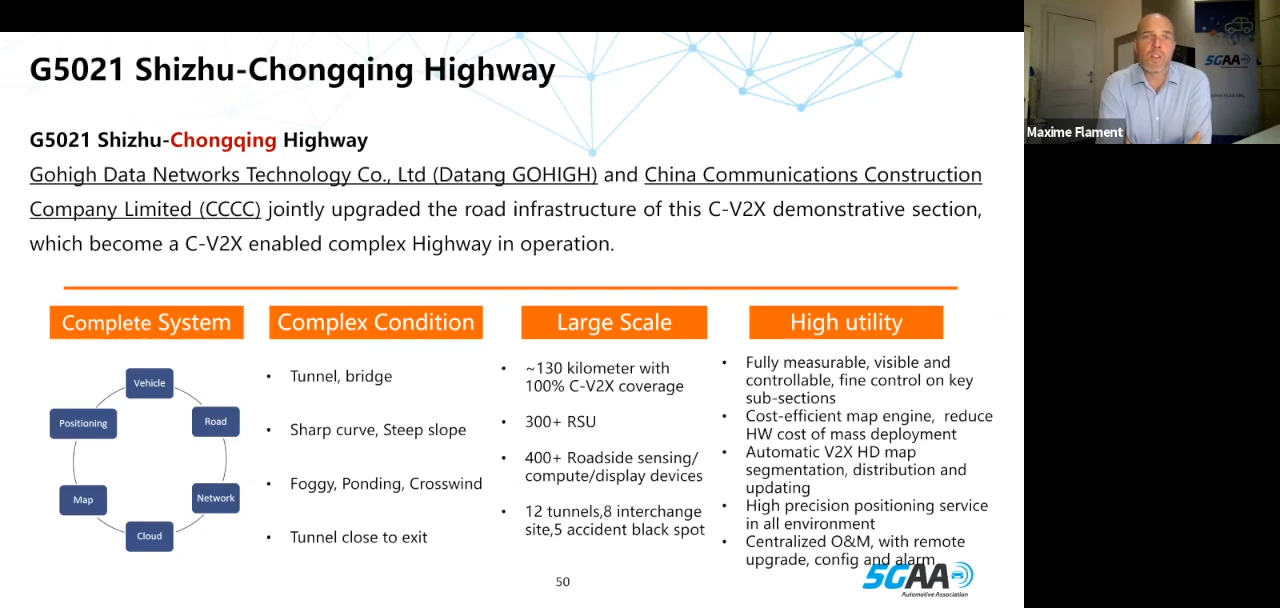 G5021 Shizhu-Chongqing Highway
G5021 Shizhu-Chongqing Highway
Gohigh Data Networks Technology Co., Ltd (Datang GOHIGH) and China Communications Construction
Company Limited (CCCC) jointly upgraded the road infrastructure of this C-V2X demonstrative section,
which become a C-V2X enabled complex Highway in operation.
Complete System
Vehicle
Road
Network
Cloud
Map
Positioning
Complex Condition
• Tunnel, bridge
• Sharp curve, Steep slope
• Foggy, Ponding, Crosswind
• Tunnel close to exit
Large Scale
• ~130 kilometer with
100% C-V2X coverage
• 300+ RSU
• 400+ Roadside sensing/
compute/display devices
• 12 tunnels,8 interchange
site,5 accident black spot
High utility
• Fully measurable, visible and
controllable, fine control on key
sub-sections
• Cost-efficient map engine, reduce
HW cost of mass deployment
• Automatic V2X HD map
segmentation, distribution and
updating
• High precision positioning service
in all environment
• Centralized O&M, with remote
upgrade, config and alarm
50
5GAA
Automotive Association
5GAA
Maxime Flament